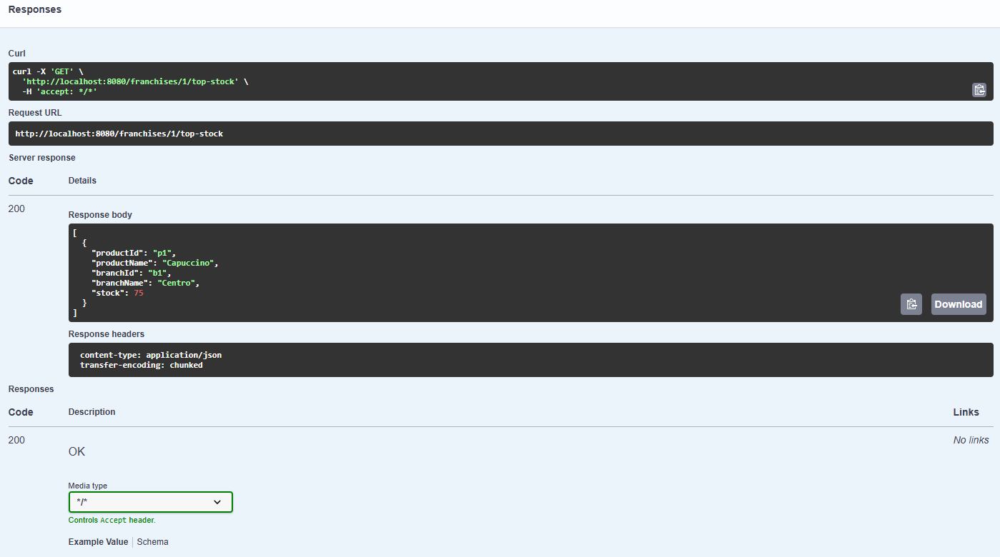 Responses
Curl
curl -X 'GET' \
  'http://localhost:8080/franchises/1/top-stock' \
  -H 'accept: */*'
Request URL
http://localhost:8080/franchises/1/top-stock
Server response
Code Details
200
Response body
[
  {
    "productId": "p1",
    "productName": "Capuccino",
    "branchId": "b1",
    "branchName": "Centro",
    "stock": 75
  }
]
Download
Response headers
content-type: application/json
transfer-encoding: chunked
Responses
Code Description Links
200 No links
OK
Media type
*/*
Controls Accept header.
Example Value Schema